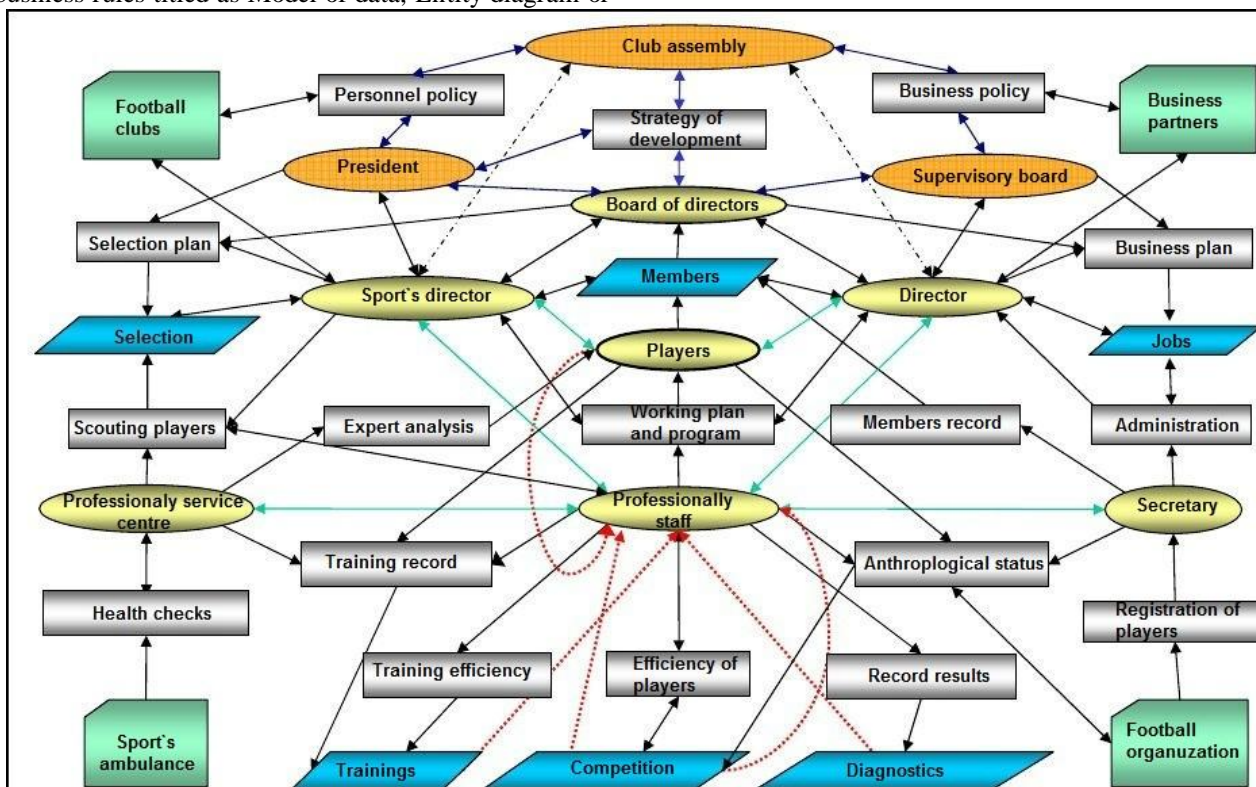 business rules titled as Model of data, Entity diagram of
Club assembly
Football
clubs
Personnel policy
Business policy
Business
partners
Strategy of
development
President
Supervisory board
Board of directors
Selection plan
Business plan
Members
Sport`s director
Director
Selection
Players
Jobs
Scouting players
Expert analysis
Working plan
and program
Members record
Administration
Professionaly service
centre
Professionally
staff
Secretary
Training record
Anthroplogical status
Health checks
Registration of
players
Training efficiency
Efficiency of
players
Record results
Sport`s
ambulance
Football
organuzation
Trainings
Competition
Diagnostics